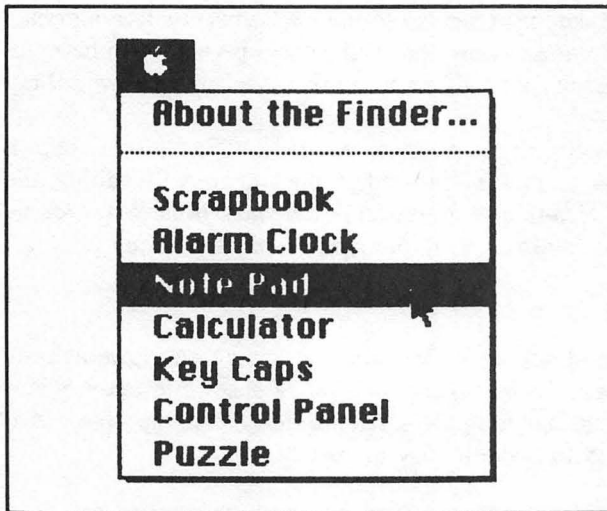 About the Finder...
Scrapbook
Alarm Clock
Note Pad
Calculator
Key Caps
Control Panel
Puzzle